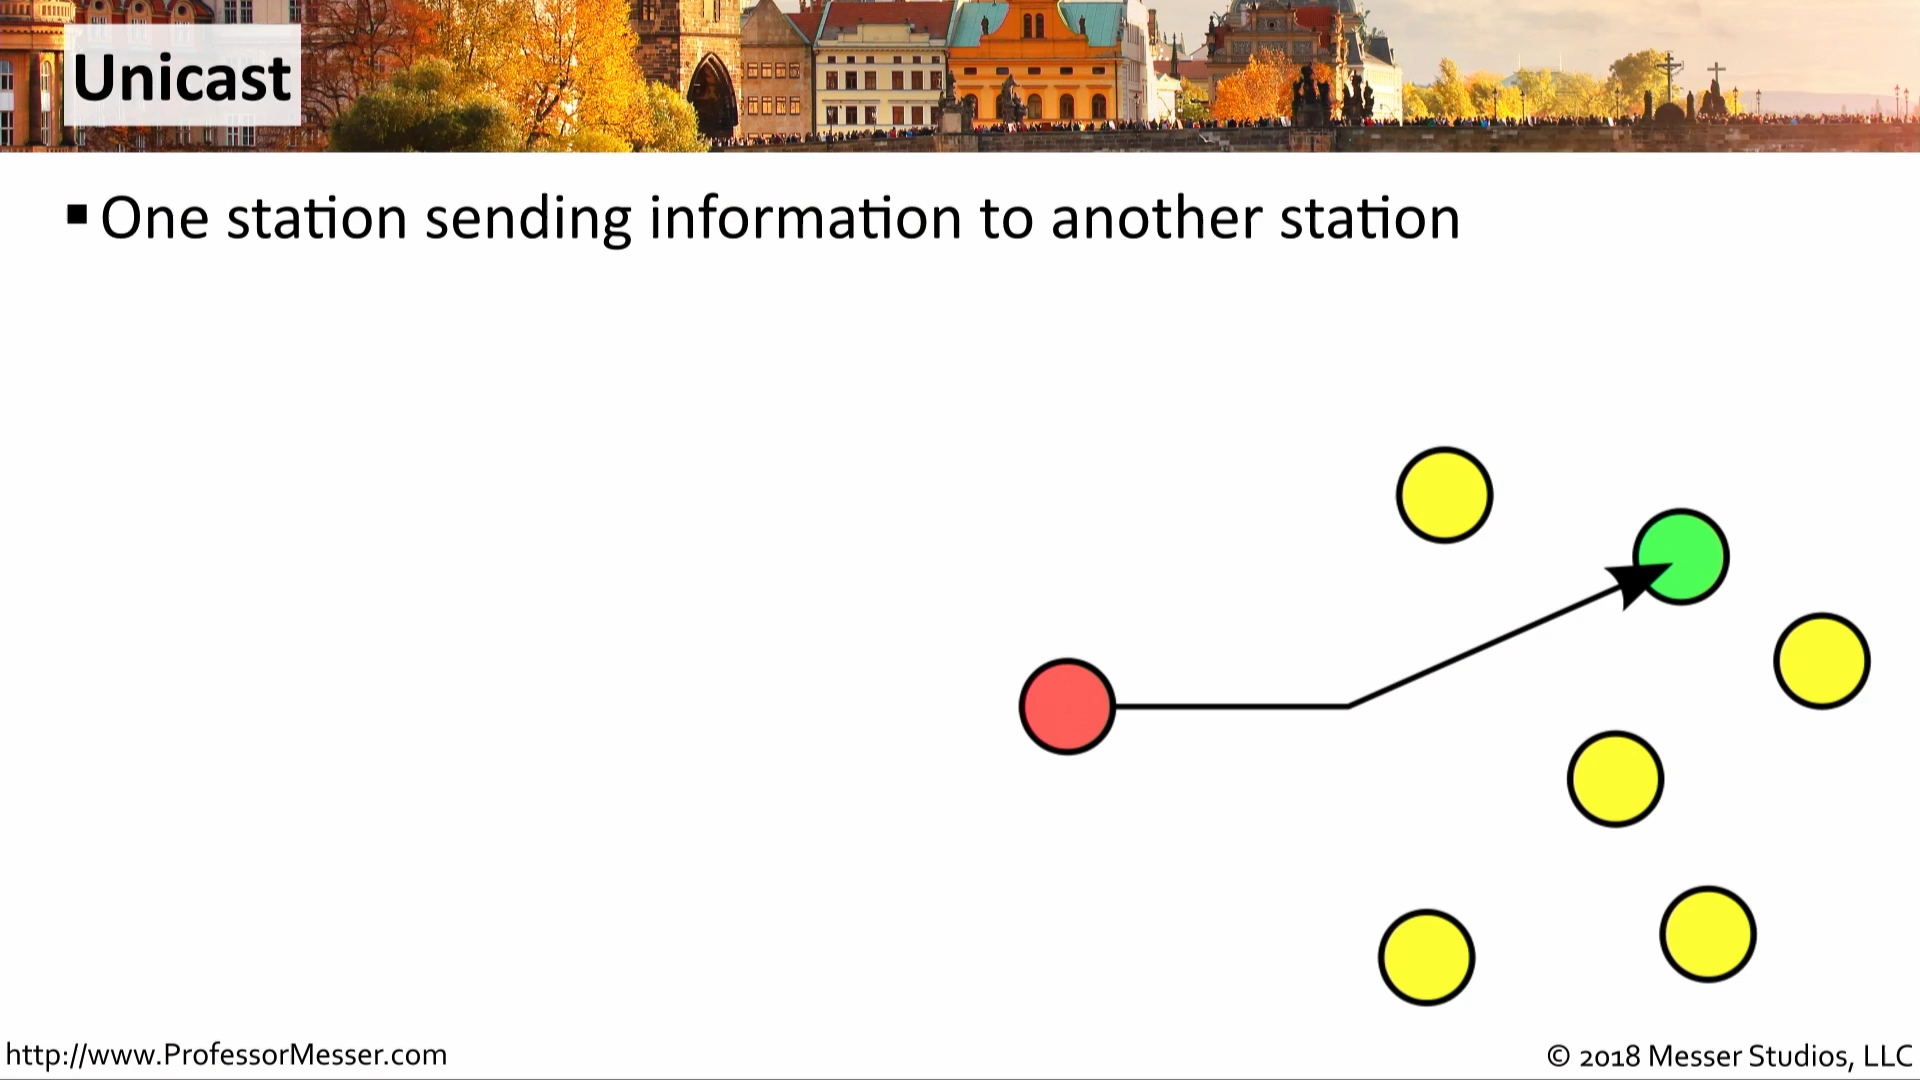 Unicast
▪ One station sending information to another station
http://www.ProfessorMesser.com
© 2018 Messer Studios, LLC